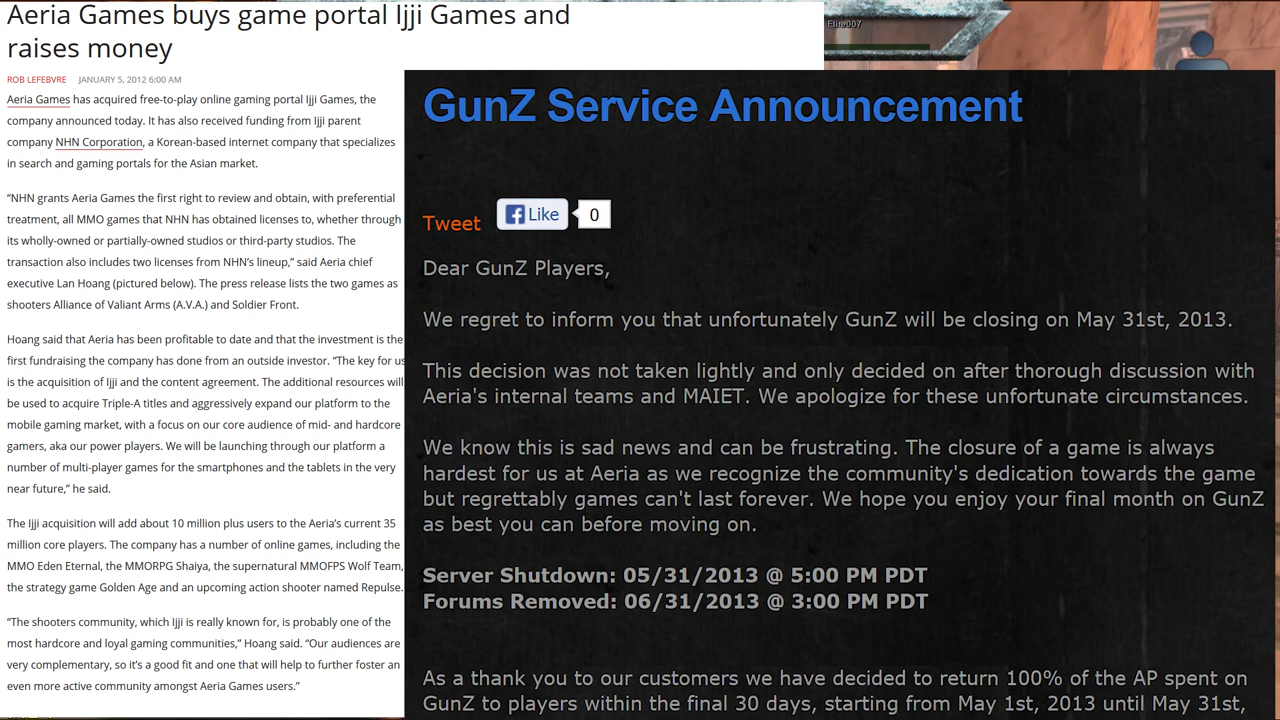 Aeria Games buys game portal Ijji Games and
raises money
ROB LEFEBVRE JANUARY 5, 2012 6:00 AM
Aeria Games has acquired free-to-play online gaming portal Ijji Games, the
company announced today. It has also received funding from Ijji parent
company NHN Corporation, a Korean-based internet company that specializes
in search and gaming portals for the Asian market.
“NHN grants Aeria Games the first right to review and obtain, with preferential
treatment, all MMO games that NHN has obtained licenses to, whether through
its wholly-owned or partially-owned studios or third-party studios. The
transaction also includes two licenses from NHN’s lineup,” said Aeria chief
executive Lan Hoang (pictured below). The press release lists the two games as
shooters Alliance of Valiant Arms (A.V.A.) and Soldier Front.
Hoang said that Aeria has been profitable to date and that the investment is the
first fundraising the company has done from an outside investor. “The key for us
is the acquisition of Ijji and the content agreement. The additional resources will
be used to acquire Triple-A titles and aggressively expand our platform to the
mobile gaming market, with a focus on our core audience of mid- and hardcore
gamers, aka our power players. We will be launching through our platform a
number of multi-player games for the smartphones and the tablets in the very
near future,” he said.
The Ijji acquisition will add about 10 million plus users to the Aeria’s current 35
million core players. The company has a number of online games, including the
MMO Eden Eternal, the MMORPG Shaiya, the supernatural MMOFPS Wolf Team,
the strategy game Golden Age and an upcoming action shooter named Repulse.
“The shooters community, which Ijji is really known for, is probably one of the
most hardcore and loyal gaming communities,” Hoang said. “Our audiences are
very complementary, so it’s a good fit and one that will help to further foster an
even more active community amongst Aeria Games users.”
Elite007
GunZ Service Announcement
Tweet Like 0
Dear GunZ Players,
We regret to inform you that unfortunately GunZ will be closing on May 31st, 2013.
This decision was not taken lightly and only decided on after thorough discussion with
Aeria's internal teams and MAIET. We apologize for these unfortunate circumstances.
We know this is sad news and can be frustrating. The closure of a game is always
hardest for us at Aeria as we recognize the community's dedication towards the game
but regrettably games can't last forever. We hope you enjoy your final month on GunZ
as best you can before moving on.
Server Shutdown: 05/31/2013 @ 5:00 PM PDT
Forums Removed: 06/31/2013 @ 3:00 PM PDT
As a thank you to our customers we have decided to return 100% of the AP spent on
GunZ to players within the final 30 days, starting from May 1st, 2013 until May 31st,